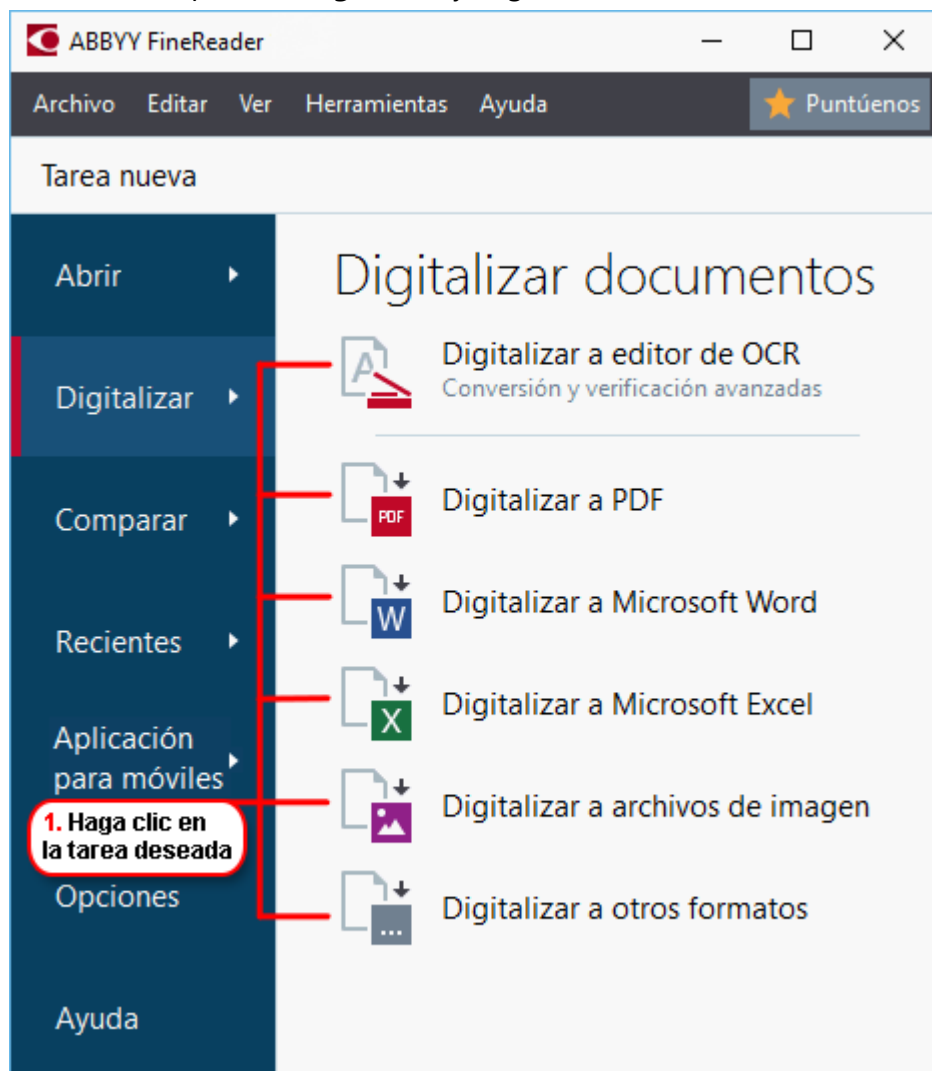 ABBYY FineReader
Archivo Editar Ver Herramientas Ayuda Puntúenos
Tarea nueva
Abrir
Digitalizar
Comparar
Recientes
Aplicación
para móviles
1. Haga clic en
la tarea deseada
Opciones
Ayuda
Digitalizar documentos
A
Digitalizar a editor de OCR
Conversión y verificación avanzadas
PDF
Digitalizar a PDF
W
Digitalizar a Microsoft Word
X
Digitalizar a Microsoft Excel
Digitalizar a archivos de imagen
...
Digitalizar a otros formatos